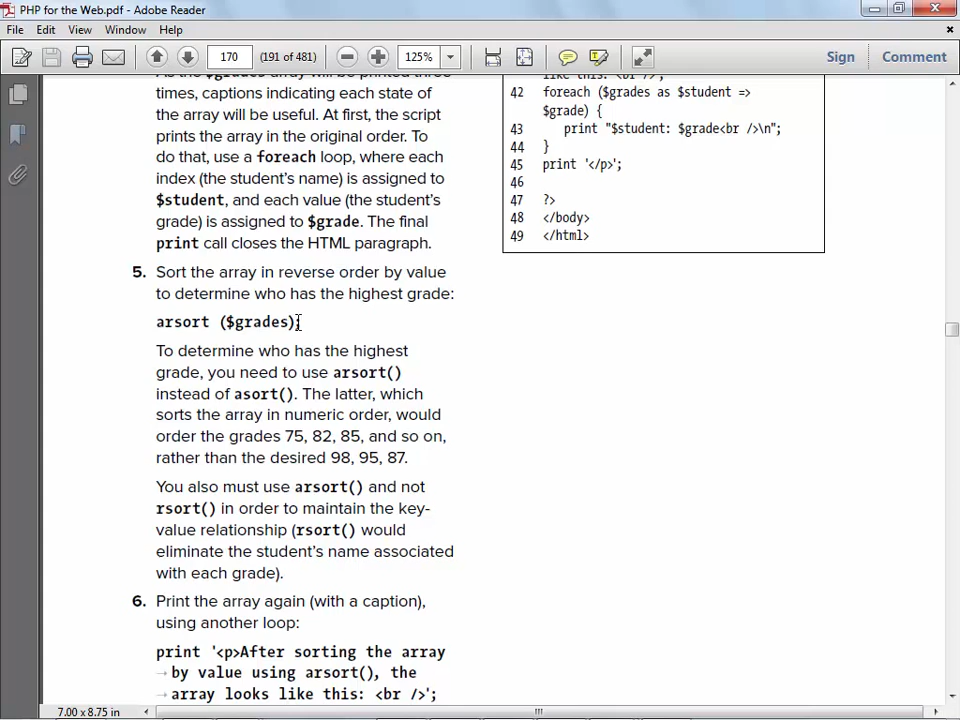 PHP for the Web.pdf - Adobe Reader
File Edit View Window Help
170 (191 of 481) 125% Sign Comment
As the $grades array will be printed three
times, captions indicating each state of
the array will be useful. At first, the script
prints the array in the original order. To
do that, use a foreach loop, where each
index (the student's name) is assigned to
$student, and each value (the student's
grade) is assigned to $grade. The final
print call closes the HTML paragraph.
5. Sort the array in reverse order by value
to determine who has the highest grade:
arsort ($grades);
To determine who has the highest
grade, you need to use arsort()
instead of asort(). The latter, which
sorts the array in numeric order, would
order the grades 75, 82, 85, and so on,
rather than the desired 98, 95, 87.
You also must use arsort() and not
rsort() in order to maintain the key-
value relationship (rsort() would
eliminate the student's name associated
with each grade).
6. Print the array again (with a caption),
using another loop:
print '<p>After sorting the array
→ by value using arsort(), the
→ array looks like this: <br />';
like this: <br />';
42 foreach ($grades as $student =>
$grade) {
43 print "$student: $grade<br />\n";
44 }
45 print '</p>';
46
47 ?>
48 </body>
49 </html>
7.00 x 8.75 in